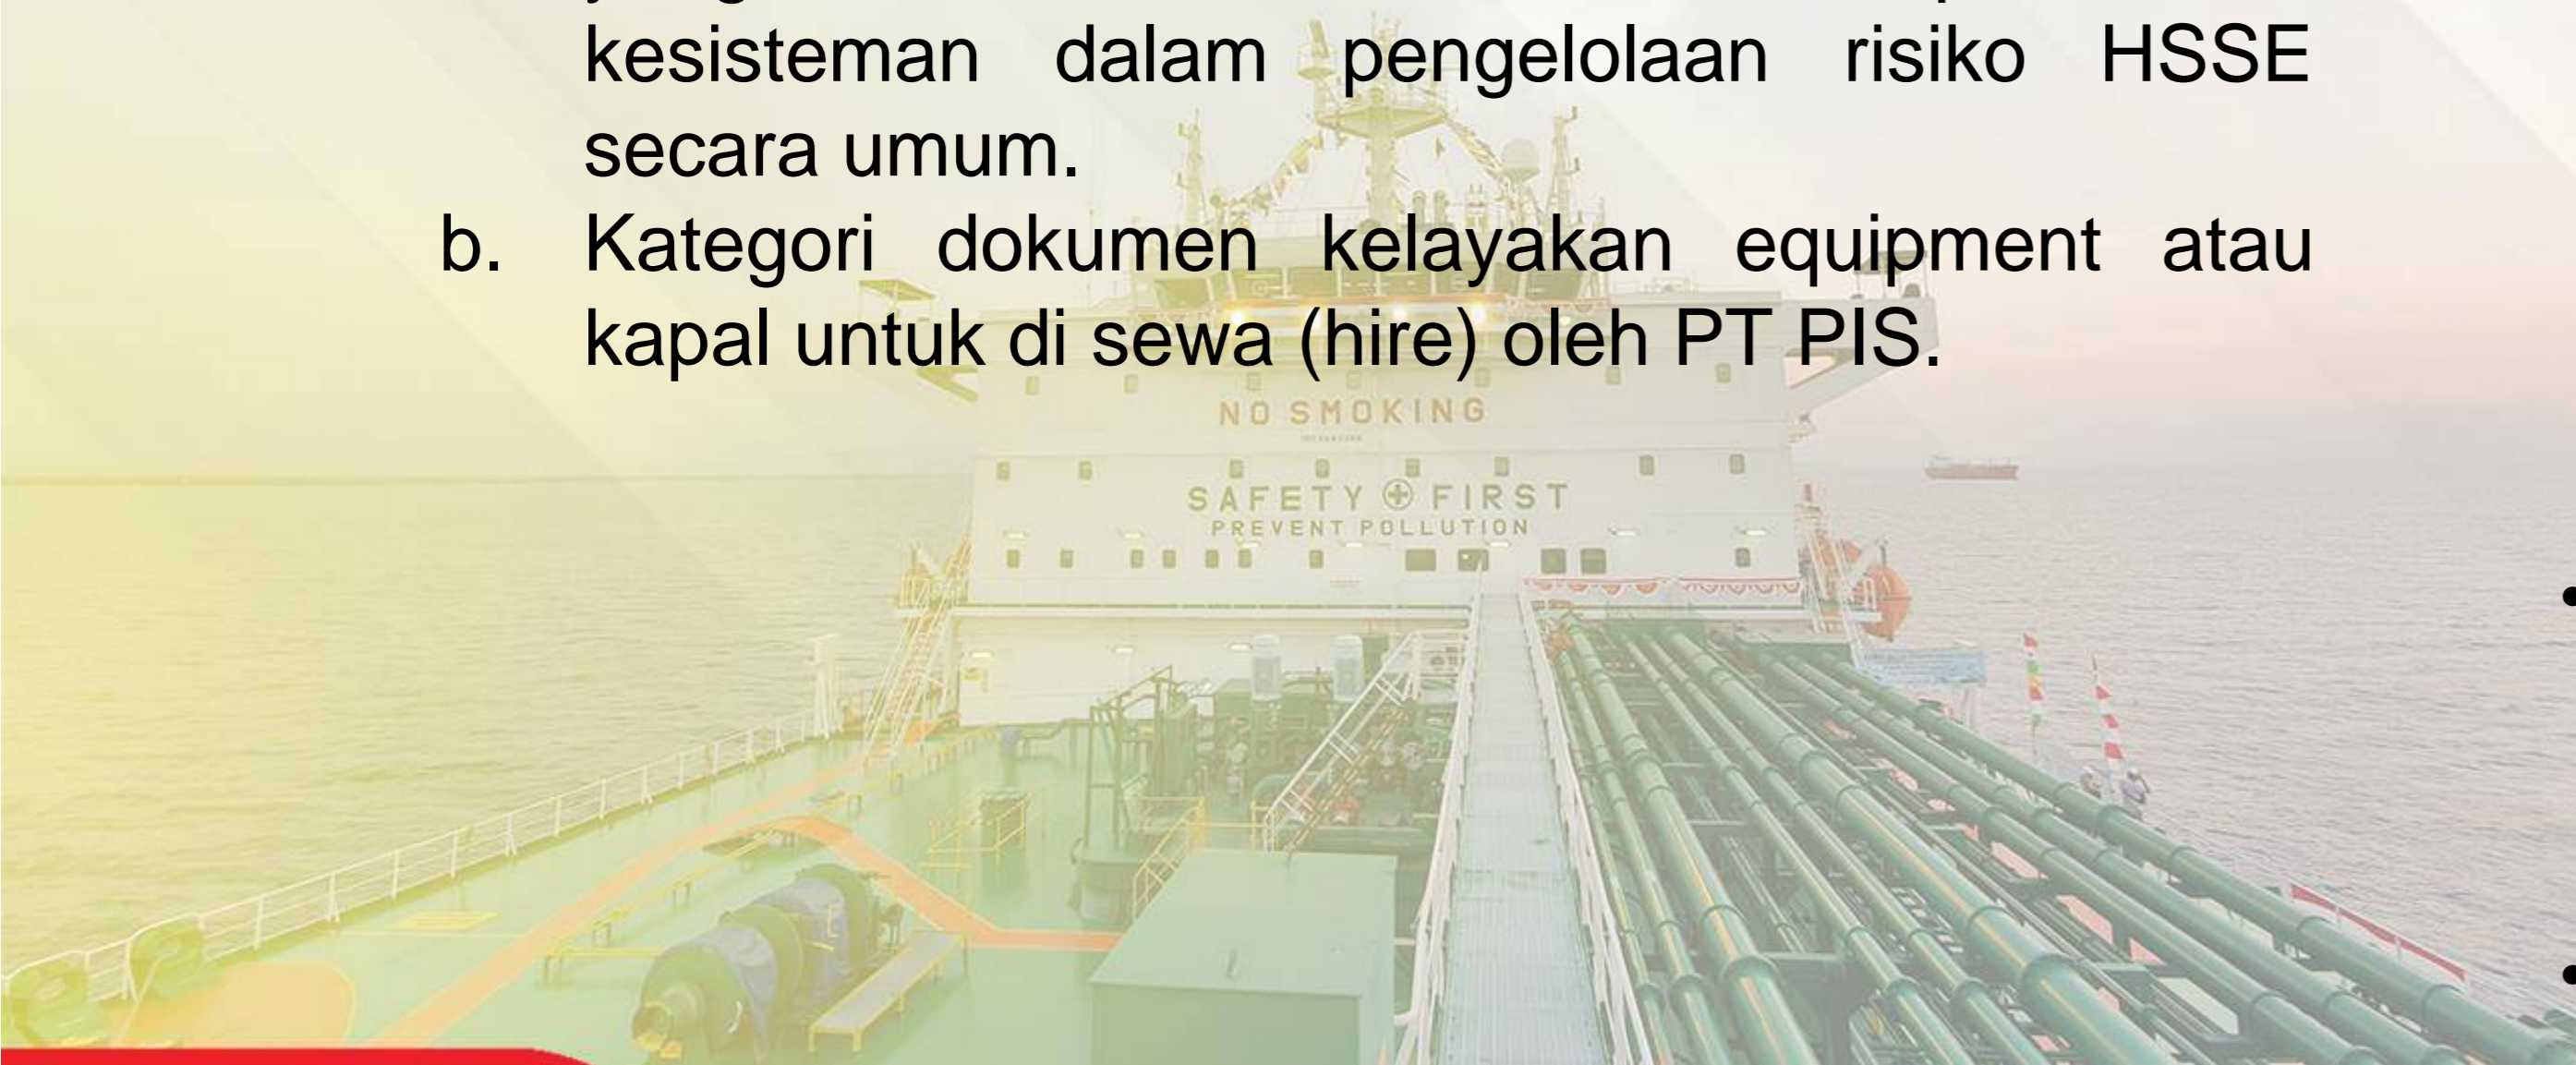 kesisteman dalam pengelolaan risiko HSSE
secara umum.
b. Kategori dokumen kelayakan equipment atau
kapal untuk di sewa (hire) oleh PT PIS.
NO SMOKING
SAFETY FIRST
PREVENT POLLUTION
•
•